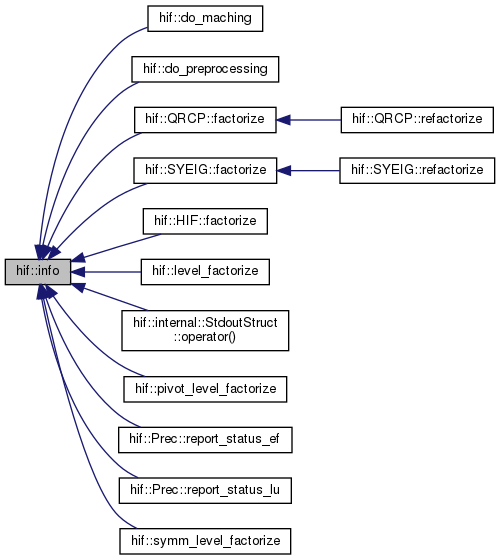 hif::do_maching
hif::do_preprocessing
hif::QRCP::factorize
hif::QRCP::refactorize
hif::SYEIG::factorize
hif::SYEIG::refactorize
hif::HIF::factorize
hif::info
hif::level_factorize
hif::internal::StdoutStruct
::operator()
hif::pivot_level_factorize
hif::Prec::report_status_ef
hif::Prec::report_status_lu
hif::symm_level_factorize